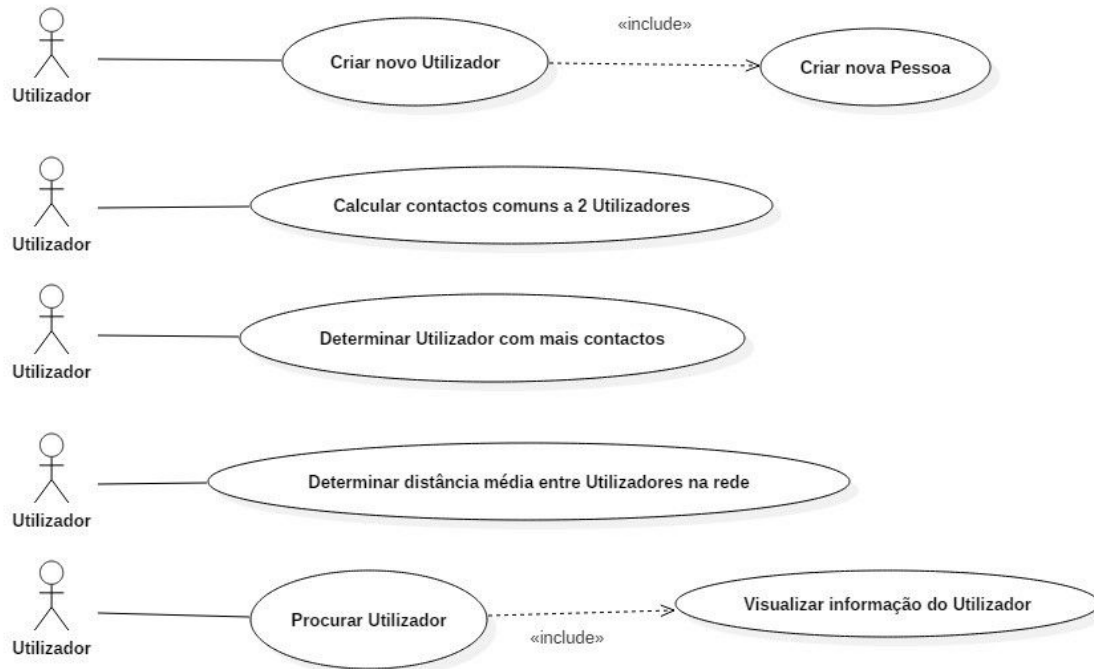 «include»
Criar novo Utilizador
Criar nova Pessoa
Utilizador
Calcular contactos comuns a 2 Utilizadores
Utilizador
Determinar Utilizador com mais contactos
Utilizador
Determinar distância média entre Utilizadores na rede
Utilizador
Visualizar informação do Utilizador
Procurar Utilizador
«include»
Utilizador